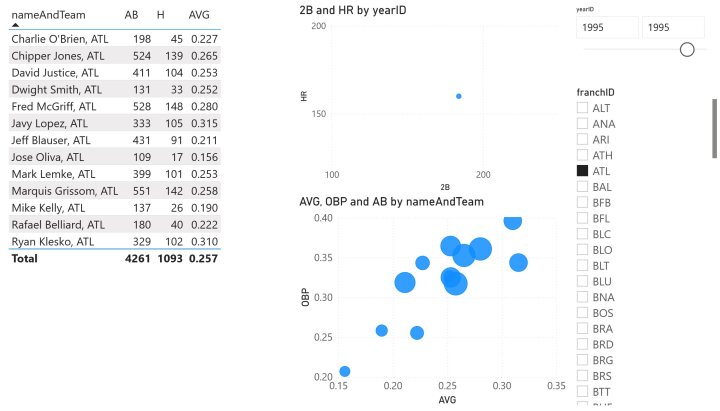 nameAndTeam AB H AVG
Charlie O'Brien, ATL 198 45 0.227
Chipper Jones, ATL 524 139 0.265
David Justice, ATL 411 104 0.253
Dwight Smith, ATL 131 33 0.252
Fred McGriff, ATL 528 148 0.280
Javy Lopez, ATL 333 105 0.315
Jeff Blauser, ATL 431 91 0.211
Jose Oliva, ATL 109 17 0.156
Mark Lemke, ATL 399 101 0.253
Marquis Grissom, ATL 551 142 0.258
Mike Kelly, ATL 137 26 0.190
Rafael Belliard, ATL 180 40 0.222
Ryan Klesko, ATL 329 102 0.310
Total 4261 1093 0.257
2B and HR by yearID
200
HR
150
100 200
2B
AVG, OBP and AB by nameAndTeam
0.40
0.35
OBP
0.30
0.25
0.20
0.15 0.20 0.25 0.30 0.35
AVG
yearID
1995 1995
franchID
ALT
ANA
ARI
ATH
ATL
BAL
BFB
BFL
BLC
BLO
BLT
BLU
BNA
BOS
BRA
BRD
BRG
BRS
BTT